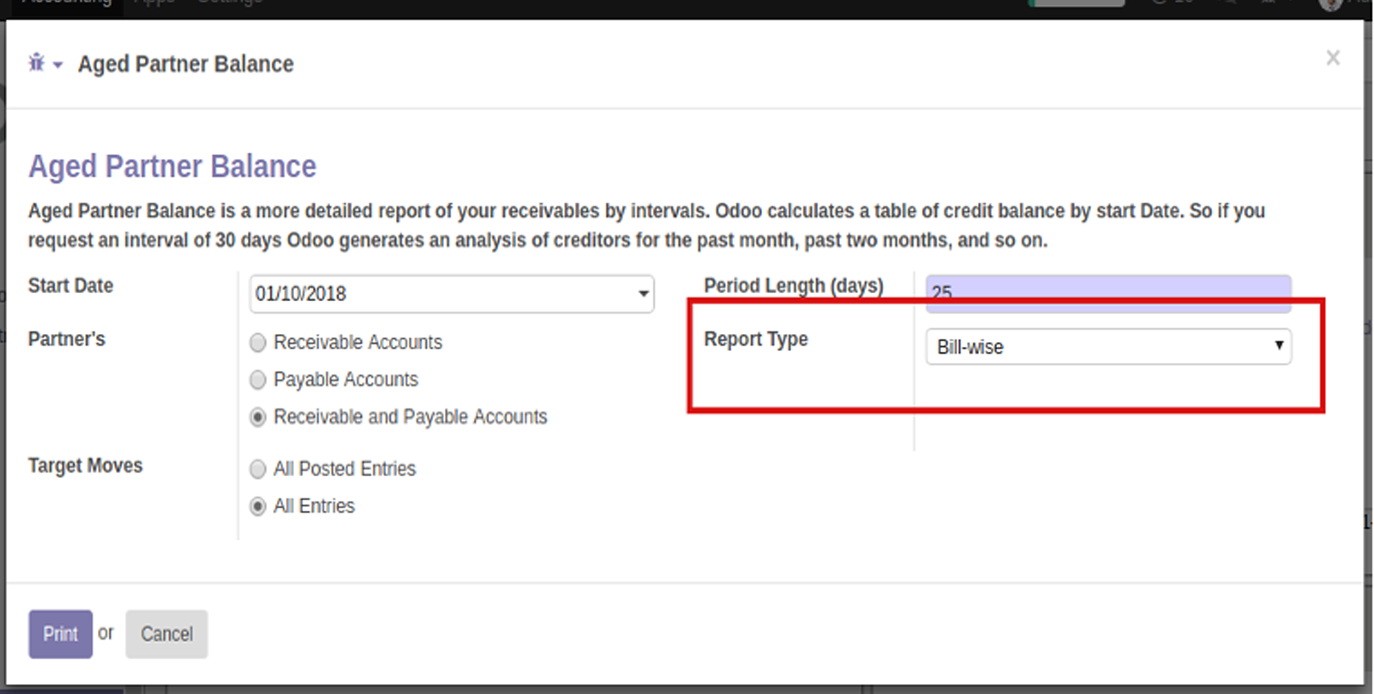 Aged Partner Balance
×
Aged Partner Balance
Aged Partner Balance is a more detailed report of your receivables by intervals. Odoo calculates a table of credit balance by start Date. So if you
request an interval of 30 days Odoo generates an analysis of creditors for the past month, past two months, and so on.
Start Date
01/10/2018
Period Length (days)
25
Partner's
Receivable Accounts
Payable Accounts
Receivable and Payable Accounts
Report Type
Bill-wise
Target Moves
All Posted Entries
All Entries
Print or Cancel